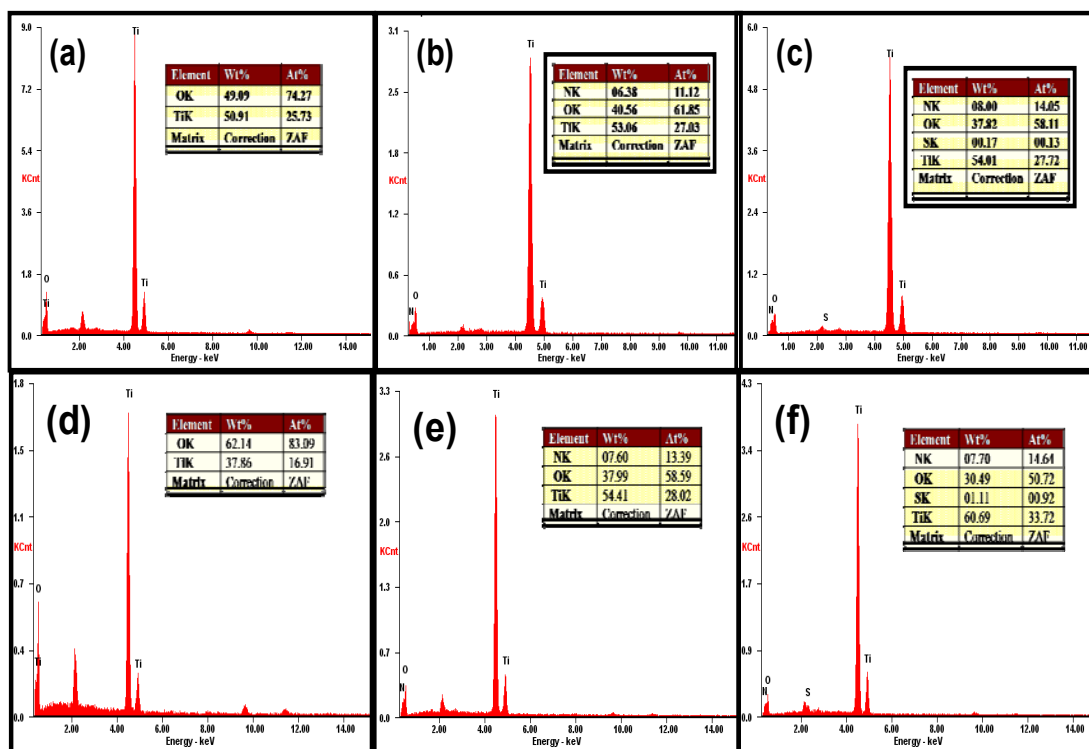 (a)
9.0
7.2
5.4
KCnt
3.6
1.8
0.0
Ti
O
Ti
Ti
Element Wt% At%
OK 49.09 74.27
TiK 50.91 25.73
Matrix Correction ZAF
2.00 4.00 6.00 8.00 10.00 12.00 14.00
Energy - keV
(b)
3.1
2.5
1.8
KCnt
1.2
0.6
0.0
Ti
O
N
Ti
Element Wt% At%
NK 06.38 11.12
OK 40.56 61.85
TiK 53.06 27.03
Matrix Correction ZAF
1.00 2.00 3.00 4.00 5.00 6.00 7.00 8.00 9.00 10.00 11.00
Energy - keV
(c)
6.0
4.8
3.6
KCnt
2.4
1.2
0.0
Ti
O
N
S
Ti
Element Wt% At%
NK 08.00 14.05
OK 37.82 58.11
SK 00.17 00.13
TiK 54.01 27.72
Matrix Correction ZAF
1.00 2.00 3.00 4.00 5.00 6.00 7.00 8.00 9.00 10.00 11.00
Energy - keV
(d)
1.8
1.5
1.1
KCnt
0.7
0.4
0.0
Ti
O
Ti
Ti
Element Wt% At%
OK 62.14 83.09
TiK 37.86 16.91
Matrix Correction ZAF
2.00 4.00 6.00 8.00 10.00 12.00 14.00
Energy - keV
(e)
3.3
2.6
2.0
KCnt
1.3
0.7
0.0
Ti
O
N
Ti
Element Wt% At%
NK 07.60 13.39
OK 37.99 58.59
TiK 54.41 28.02
Matrix Correction ZAF
2.00 4.00 6.00 8.00 10.00 12.00 14.00
Energy - keV
(f)
4.3
3.4
2.6
KCnt
1.7
0.9
0.0
Ti
O
N
S
Ti
Element Wt% At%
NK 07.70 14.64
OK 30.49 50.72
SK 01.11 00.92
TiK 60.69 33.72
Matrix Correction ZAF
2.00 4.00 6.00 8.00 10.00 12.00 14.00
Energy - keV